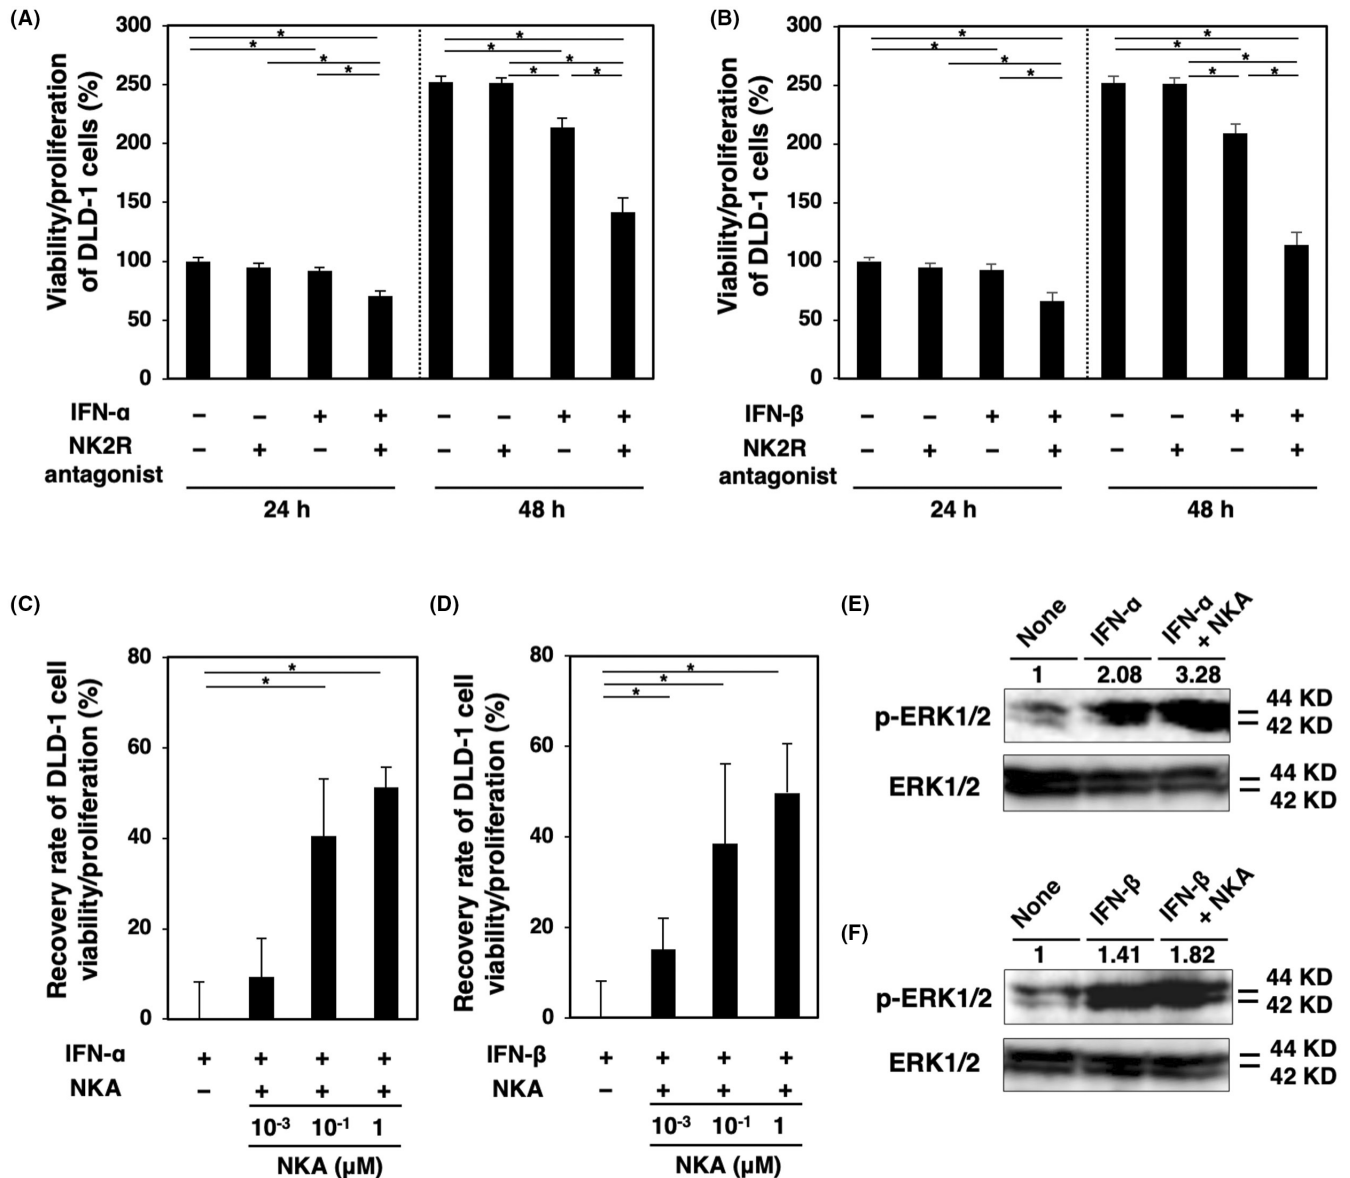 (A)
Viability/proliferation
of DLD-1 cells (%)
300
250
200
150
100
50
0
* * * * * * * * *
IFN-α – – + + – – + +
NK2R – + – + – + – +
antagonist
24 h 48 h
(B)
Viability/proliferation
of DLD-1 cells (%)
300
250
200
150
100
50
0
* * * * * * * * *
IFN-β – – + + – – + +
NK2R – + – + – + – +
antagonist
24 h 48 h
(C)
Recovery rate of DLD-1 cell
viability/proliferation (%)
80
60
40
20
0
*
*
IFN-α + + + +
NKA – + + +
10⁻³ 10⁻¹ 1
NKA (μM)
(D)
Recovery rate of DLD-1 cell
viability/proliferation (%)
80
60
40
20
0
*
*
*
IFN-β + + + +
NKA – + + +
10⁻³ 10⁻¹ 1
NKA (μM)
(E)
None IFN-α IFN-α
+ NKA
1 2.08 3.28
p-ERK1/2 44 KD
42 KD
ERK1/2 44 KD
42 KD
(F)
None IFN-β IFN-β
+ NKA
1 1.41 1.82
p-ERK1/2 44 KD
42 KD
ERK1/2 44 KD
42 KD